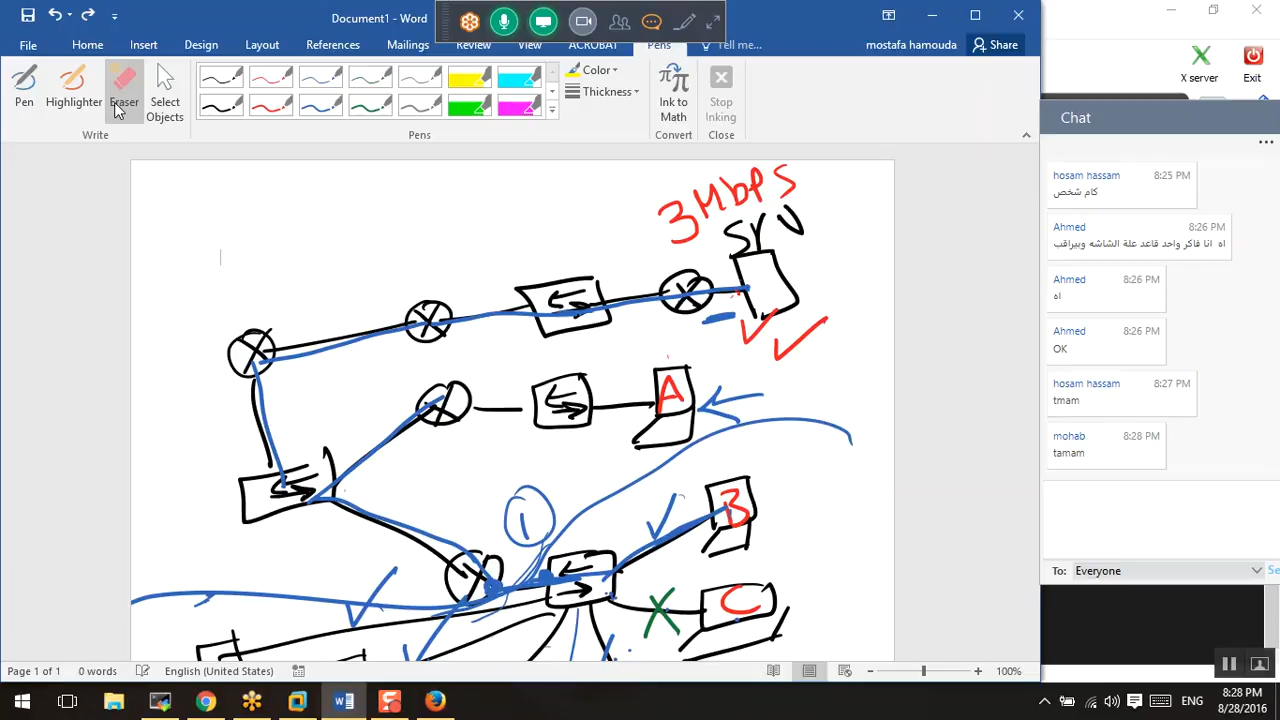 Document1 - Word
File
Home
Insert
Design
Layout
References
Mailings
Review
View
ACROBAT
Pens
Tell me...
mostafa hamouda
Share
Pen
Highlighter
Eraser
Select
Objects
Write
Pens
Color
Thickness
Ink to
Math
Convert
Stop
Inking
Close
X server
Exit
3Mbps
srv
A
B
C
1
Chat
hosam hassam 8:25 PM
كام شخص
Ahmed 8:26 PM
اه انا فاكر واحد قاعد علة الشاشه وبيراقب
Ahmed 8:26 PM
اه
Ahmed 8:26 PM
OK
hosam hassam 8:27 PM
tmam
mohab 8:28 PM
tamam
To: Everyone
Se
Page 1 of 1
0 words
English (United States)
100%
ENG
8:28 PM
8/28/2016